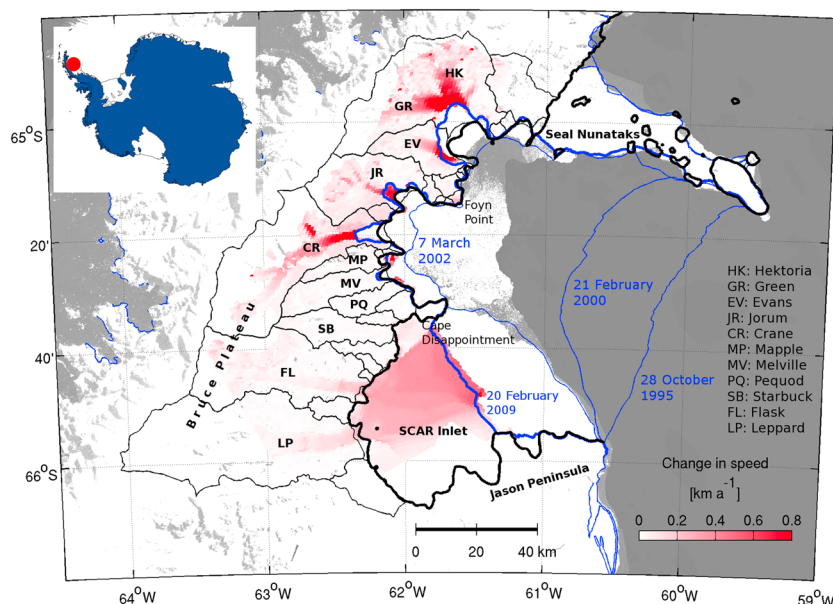 HK
GR
65°S
Seal Nunataks
EV
JR
Foyn
Point
20'
CR
7 March
2002
MP
HK: Hektoria
MV
21 February
2000
GR: Green
EV: Evans
PQ
JR: Jorum
Bruce Plateau
SB
Cape
Disappointment
CR: Crane
MP: Mapple
40'
MV: Melville
FL
28 October
1995
PQ: Pequod
20 February
2009
SB: Starbuck
FL: Flask
SCAR Inlet
LP: Leppard
LP
66°S
Jason Peninsula
Change in speed
[km a⁻¹]
0 0.2 0.4 0.6 0.8
0 20 40 km
64°W 63°W 62°W 61°W 60°W 59°W